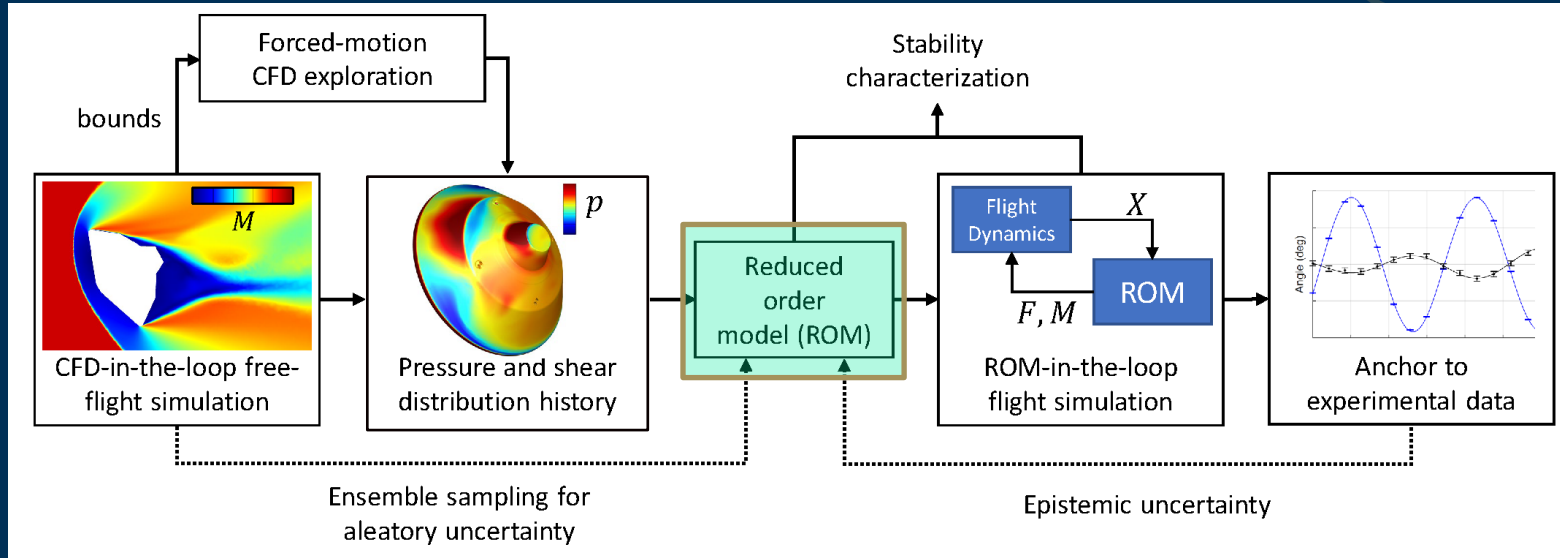 Forced-motion
CFD exploration
bounds
Stability
characterization
M
CFD-in-the-loop free-
flight simulation
p
Pressure and shear
distribution history
Reduced
order
model (ROM)
Flight
Dynamics
X
ROM
F, M
ROM-in-the-loop
flight simulation
Angle (deg)
Anchor to
experimental data
Ensemble sampling for
aleatory uncertainty
Epistemic uncertainty